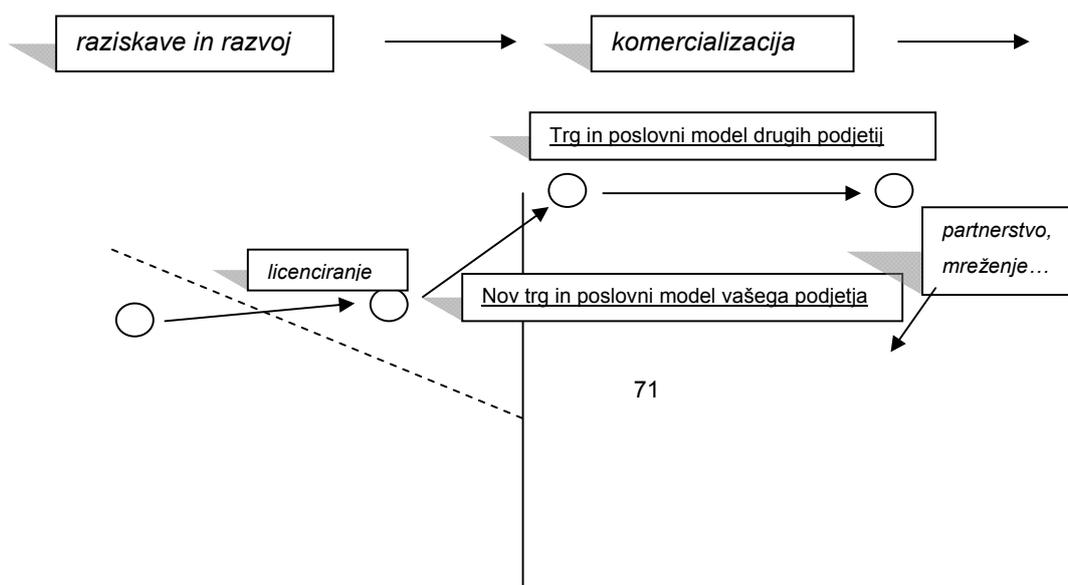 raziskave in razvoj
komercializacija
Trg in poslovni model drugih podjetij
partnerstvo,
mreženje…
licenciranje
Nov trg in poslovni model vašega podjetja
71